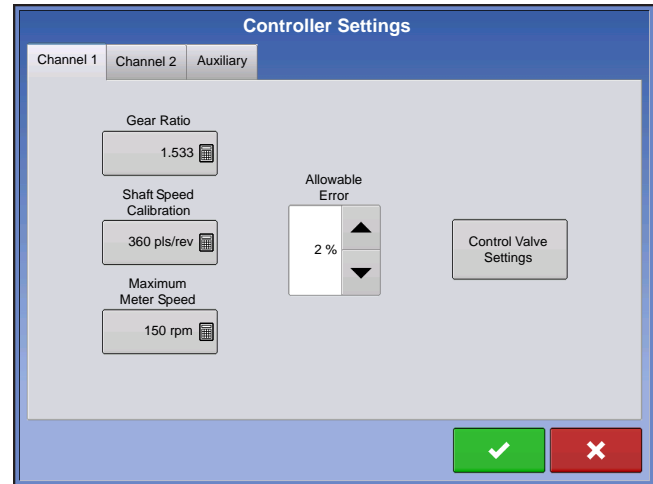 Controller Settings
Channel 1
Channel 2
Auxiliary
Gear Ratio
1.533
Shaft Speed
Calibration
360 pls/rev
Maximum
Meter Speed
150 rpm
Allowable
Error
2 %
Control Valve
Settings